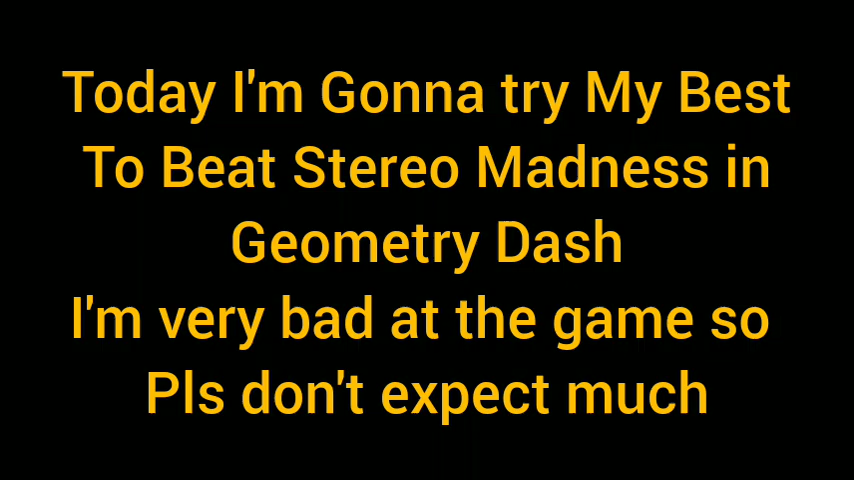 Today I'm Gonna try My Best
To Beat Stereo Madness in
Geometry Dash
I'm very bad at the game so
Pls don't expect much